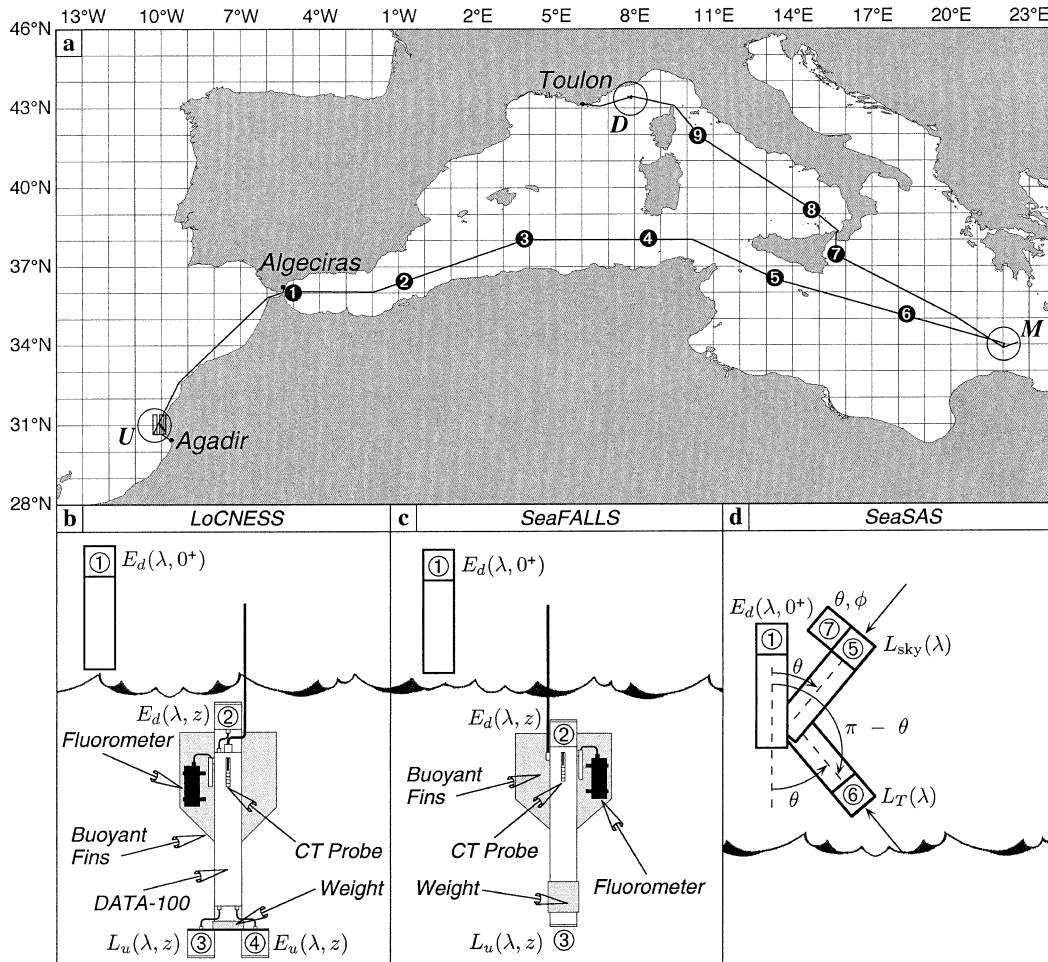 13°W 10°W 7°W 4°W 1°W 2°E 5°E 8°E 11°E 14°E 17°E 20°E 23°E
46°N
a
43°N
40°N
37°N
34°N
31°N
28°N
Toulon
D
9
8
7
3
4
Algeciras
1
2
5
6
M
U
Agadir
b LoCNESS
① E_d(λ, 0⁺)
E_d(λ, z) ②
Fluorometer
Buoyant
Fins
CT Probe
DATA-100
Weight
L_u(λ, z) ③ ④ E_u(λ, z)
c SeaFALLS
① E_d(λ, 0⁺)
E_d(λ, z) ②
Buoyant
Fins
CT Probe
Weight
Fluorometer
L_u(λ, z) ③
d SeaSAS
E_d(λ, 0⁺) θ, ϕ
① ⑦ ⑤
L_sky(λ)
θ
π − θ
θ
⑥ L_T(λ)